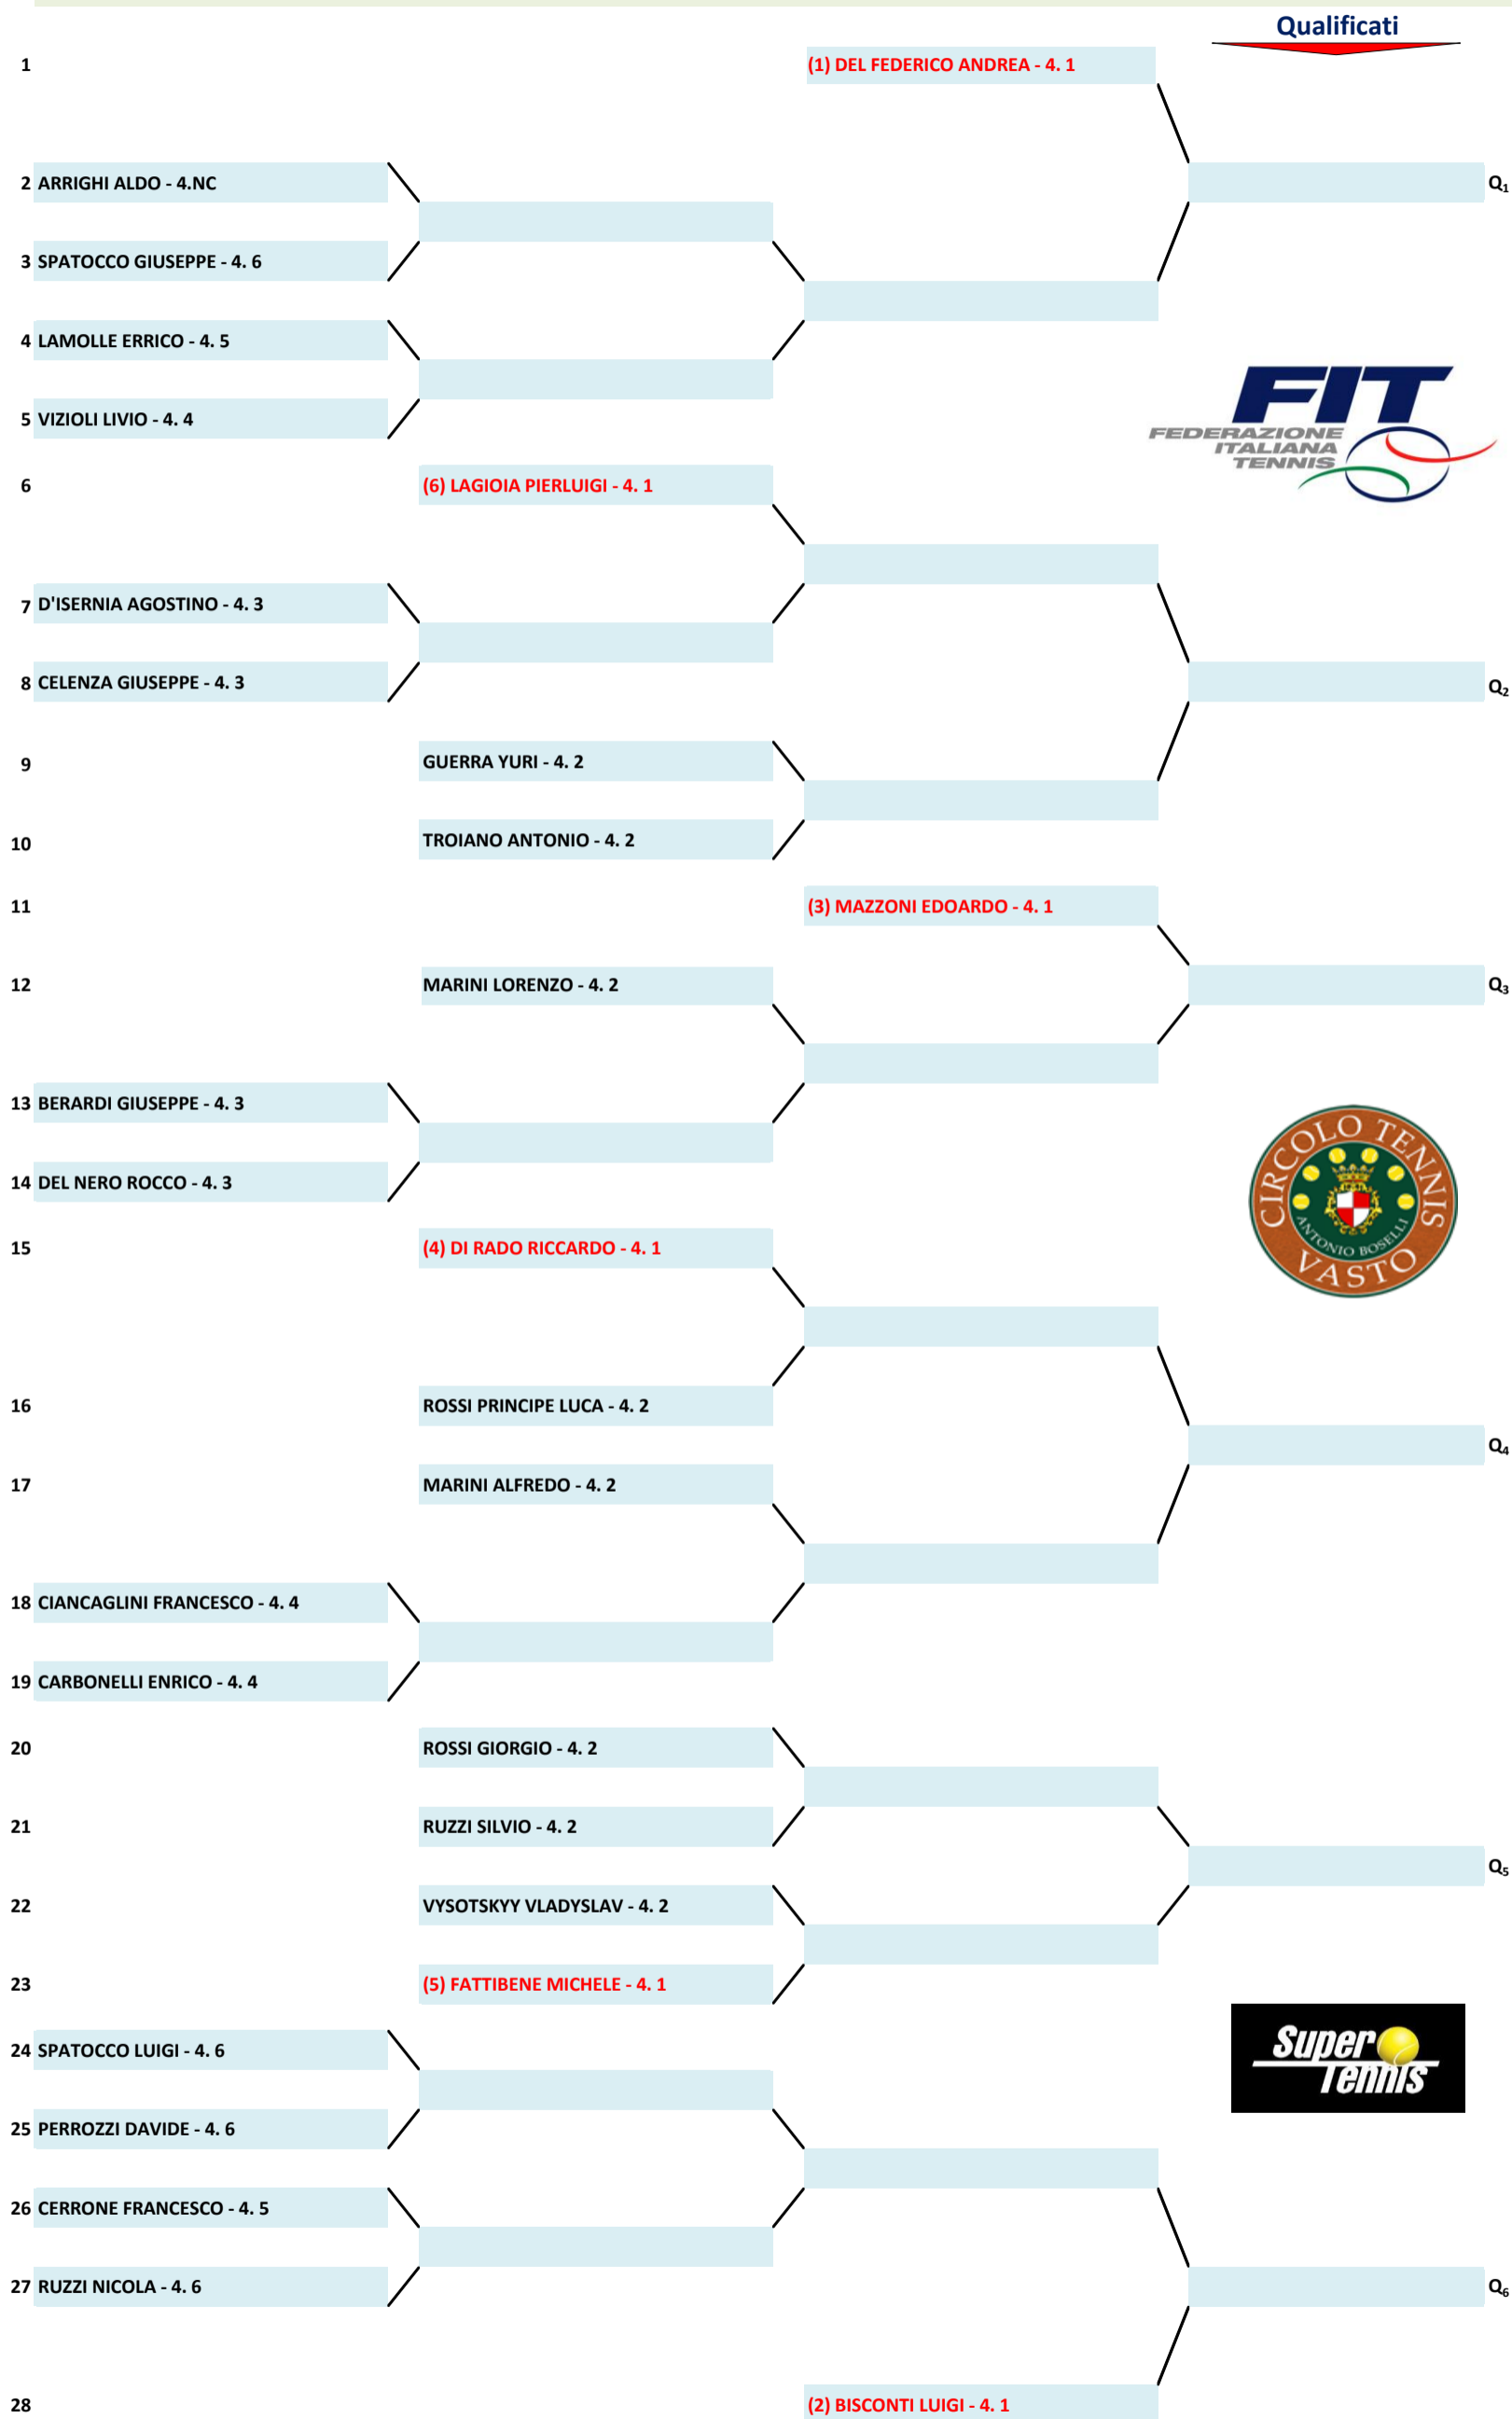 Qualificati
1 (1) DEL FEDERICO ANDREA - 4. 1
2 ARRIGHI ALDO - 4.NC Q1
3 SPATOCCO GIUSEPPE - 4. 6
4 LAMOLLE ERRICO - 4. 5
FIT
5 VIZIOLI LIVIO - 4. 4
FEDERAZIONE
ITALIANA
TENNIS
6 (6) LAGIOIA PIERLUIGI - 4. 1
7 D'ISERNIA AGOSTINO - 4. 3
8 CELENZA GIUSEPPE - 4. 3 Q2
9 GUERRA YURI - 4. 2
10 TROIANO ANTONIO - 4. 2
11 (3) MAZZONI EDOARDO - 4. 1
12 MARINI LORENZO - 4. 2 Q3
13 BERARDI GIUSEPPE - 4. 3
14 DEL NERO ROCCO - 4. 3
CIRCOLO TENNIS
ANTONIO BOSELLI
VASTO
15 (4) DI RADO RICCARDO - 4. 1
16 ROSSI PRINCIPE LUCA - 4. 2
Q4
17 MARINI ALFREDO - 4. 2
18 CIANCAGLINI FRANCESCO - 4. 4
19 CARBONELLI ENRICO - 4. 4
20 ROSSI GIORGIO - 4. 2
21 RUZZI SILVIO - 4. 2
Q5
22 VYSOTSKYY VLADYSLAV - 4. 2
23 (5) FATTIBENE MICHELE - 4. 1
24 SPATOCCO LUIGI - 4. 6
Super
Tennis
25 PERROZZI DAVIDE - 4. 6
26 CERRONE FRANCESCO - 4. 5
27 RUZZI NICOLA - 4. 6 Q6
28 (2) BISCONTI LUIGI - 4. 1